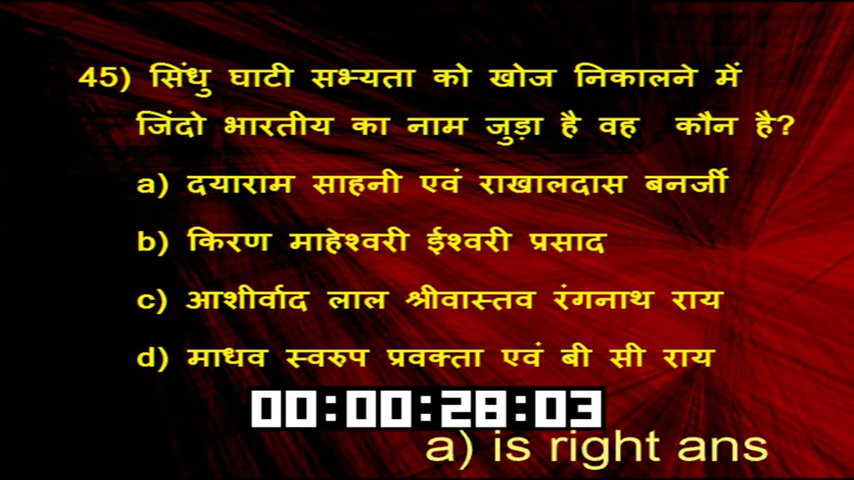 45) सिंधु घाटी सभ्यता को खोज निकालने में
जिंदो भारतीय का नाम जुड़ा है वह कौन है?
a) दयाराम साहनी एवं राखालदास बनर्जी
b) किरण माहेश्वरी ईश्वरी प्रसाद
c) आशीर्वाद लाल श्रीवास्तव रंगनाथ राय
d) माधव स्वरुप प्रवक्ता एवं बी सी राय
00:00:28:03
a) is right ans